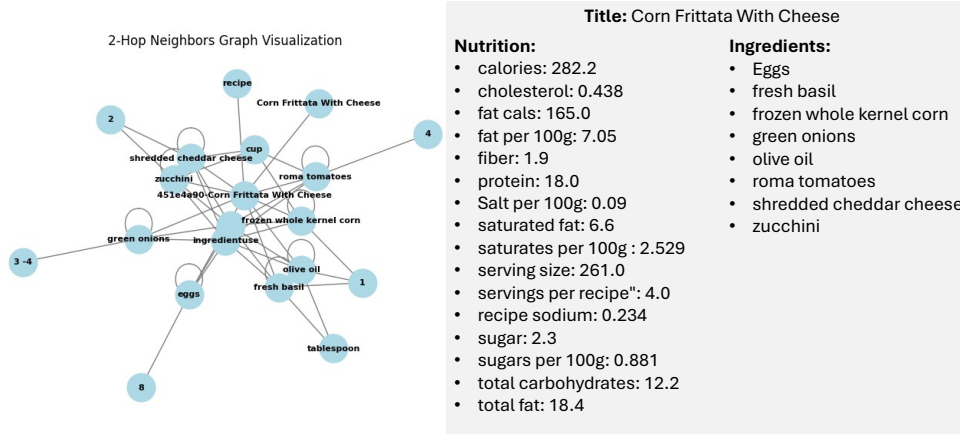 2-Hop Neighbors Graph Visualization
recipe
Corn Frittata With Cheese
2
4
cup
shredded cheddar cheese
roma tomatoes
zucchini
451e4a90-Corn Frittata With Cheese
frozen whole kernel corn
green onions
ingredientuse
3 -4
olive oil
1
fresh basil
eggs
tablespoon
8
Title: Corn Frittata With Cheese
Nutrition:
• calories: 282.2
• cholesterol: 0.438
• fat cals: 165.0
• fat per 100g: 7.05
• fiber: 1.9
• protein: 18.0
• Salt per 100g: 0.09
• saturated fat: 6.6
• saturates per 100g : 2.529
• serving size: 261.0
• servings per recipe": 4.0
• recipe sodium: 0.234
• sugar: 2.3
• sugars per 100g: 0.881
• total carbohydrates: 12.2
• total fat: 18.4
Ingredients:
• Eggs
• fresh basil
• frozen whole kernel corn
• green onions
• olive oil
• roma tomatoes
• shredded cheddar cheese
• zucchini